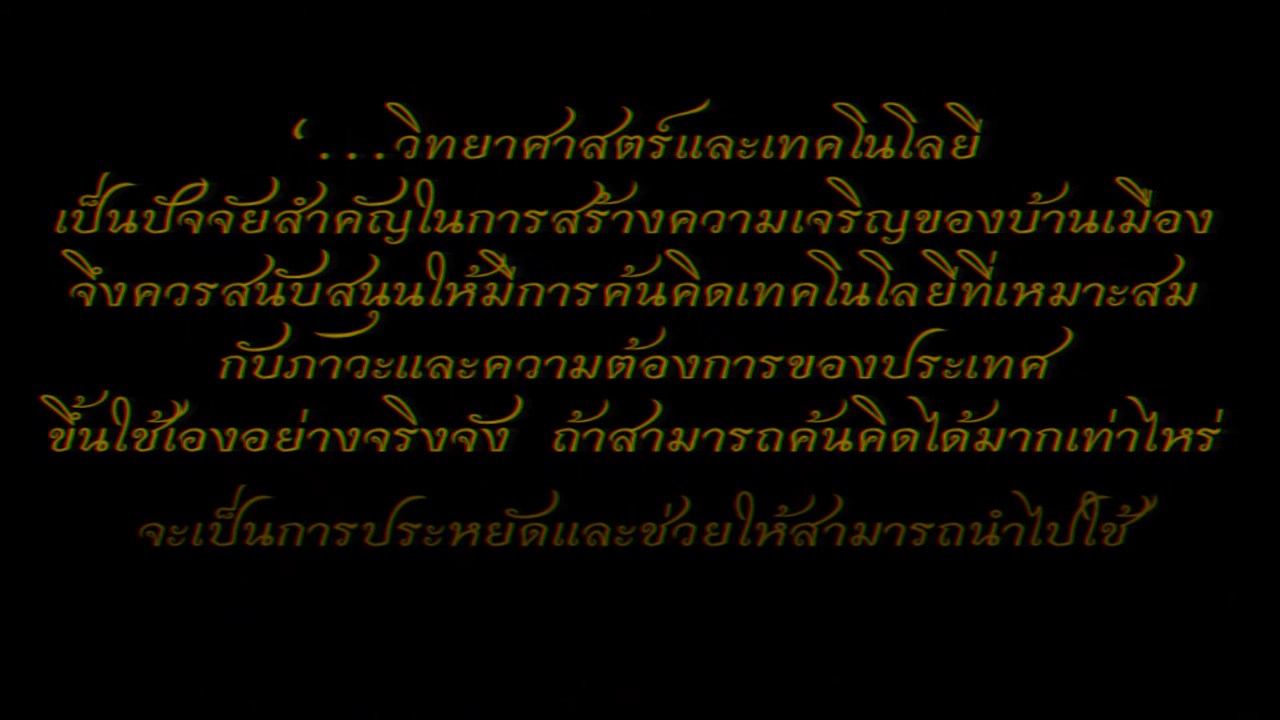 ‘...วิทยาศาสตร์และเทคโนโลยี
เป็นปัจจัยสำคัญในการสร้างความเจริญของบ้านเมือง
จึงควรสนับสนุนให้มีการค้นคิดเทคโนโลยีที่เหมาะสม
กับภาวะและความต้องการของประเทศ
ขึ้นใช้เองอย่างจริงจัง ถ้าสามารถค้นคิดได้มากเท่าไหร่
จะเป็นการประหยัดและช่วยให้สามารถนำไปใช้